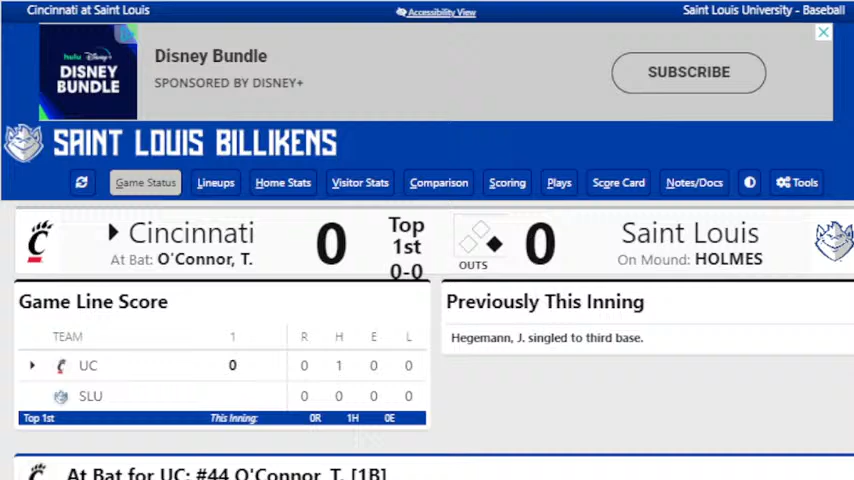 Cincinnati at Saint Louis
Accessibility View
Saint Louis University - Baseball
hulu Disney+
DISNEY
BUNDLE
Disney Bundle
SPONSORED BY DISNEY+
SUBSCRIBE
SAINT LOUIS BILLIKENS
Game Status Lineups Home Stats Visitor Stats Comparison Scoring Plays Score Card Notes/Docs Tools
Cincinnati
At Bat: O'Connor, T.
0
Top
1st
0-0
OUTS
0
Saint Louis
On Mound: HOLMES
Game Line Score
TEAM 1 R H E L
UC 0 0 1 0 0
SLU 0 0 0 0
Top 1st This Inning: 0R 1H 0E
Previously This Inning
Hegemann, J. singled to third base.
At Bat for UC: #44 O'Connor, T. [1B]